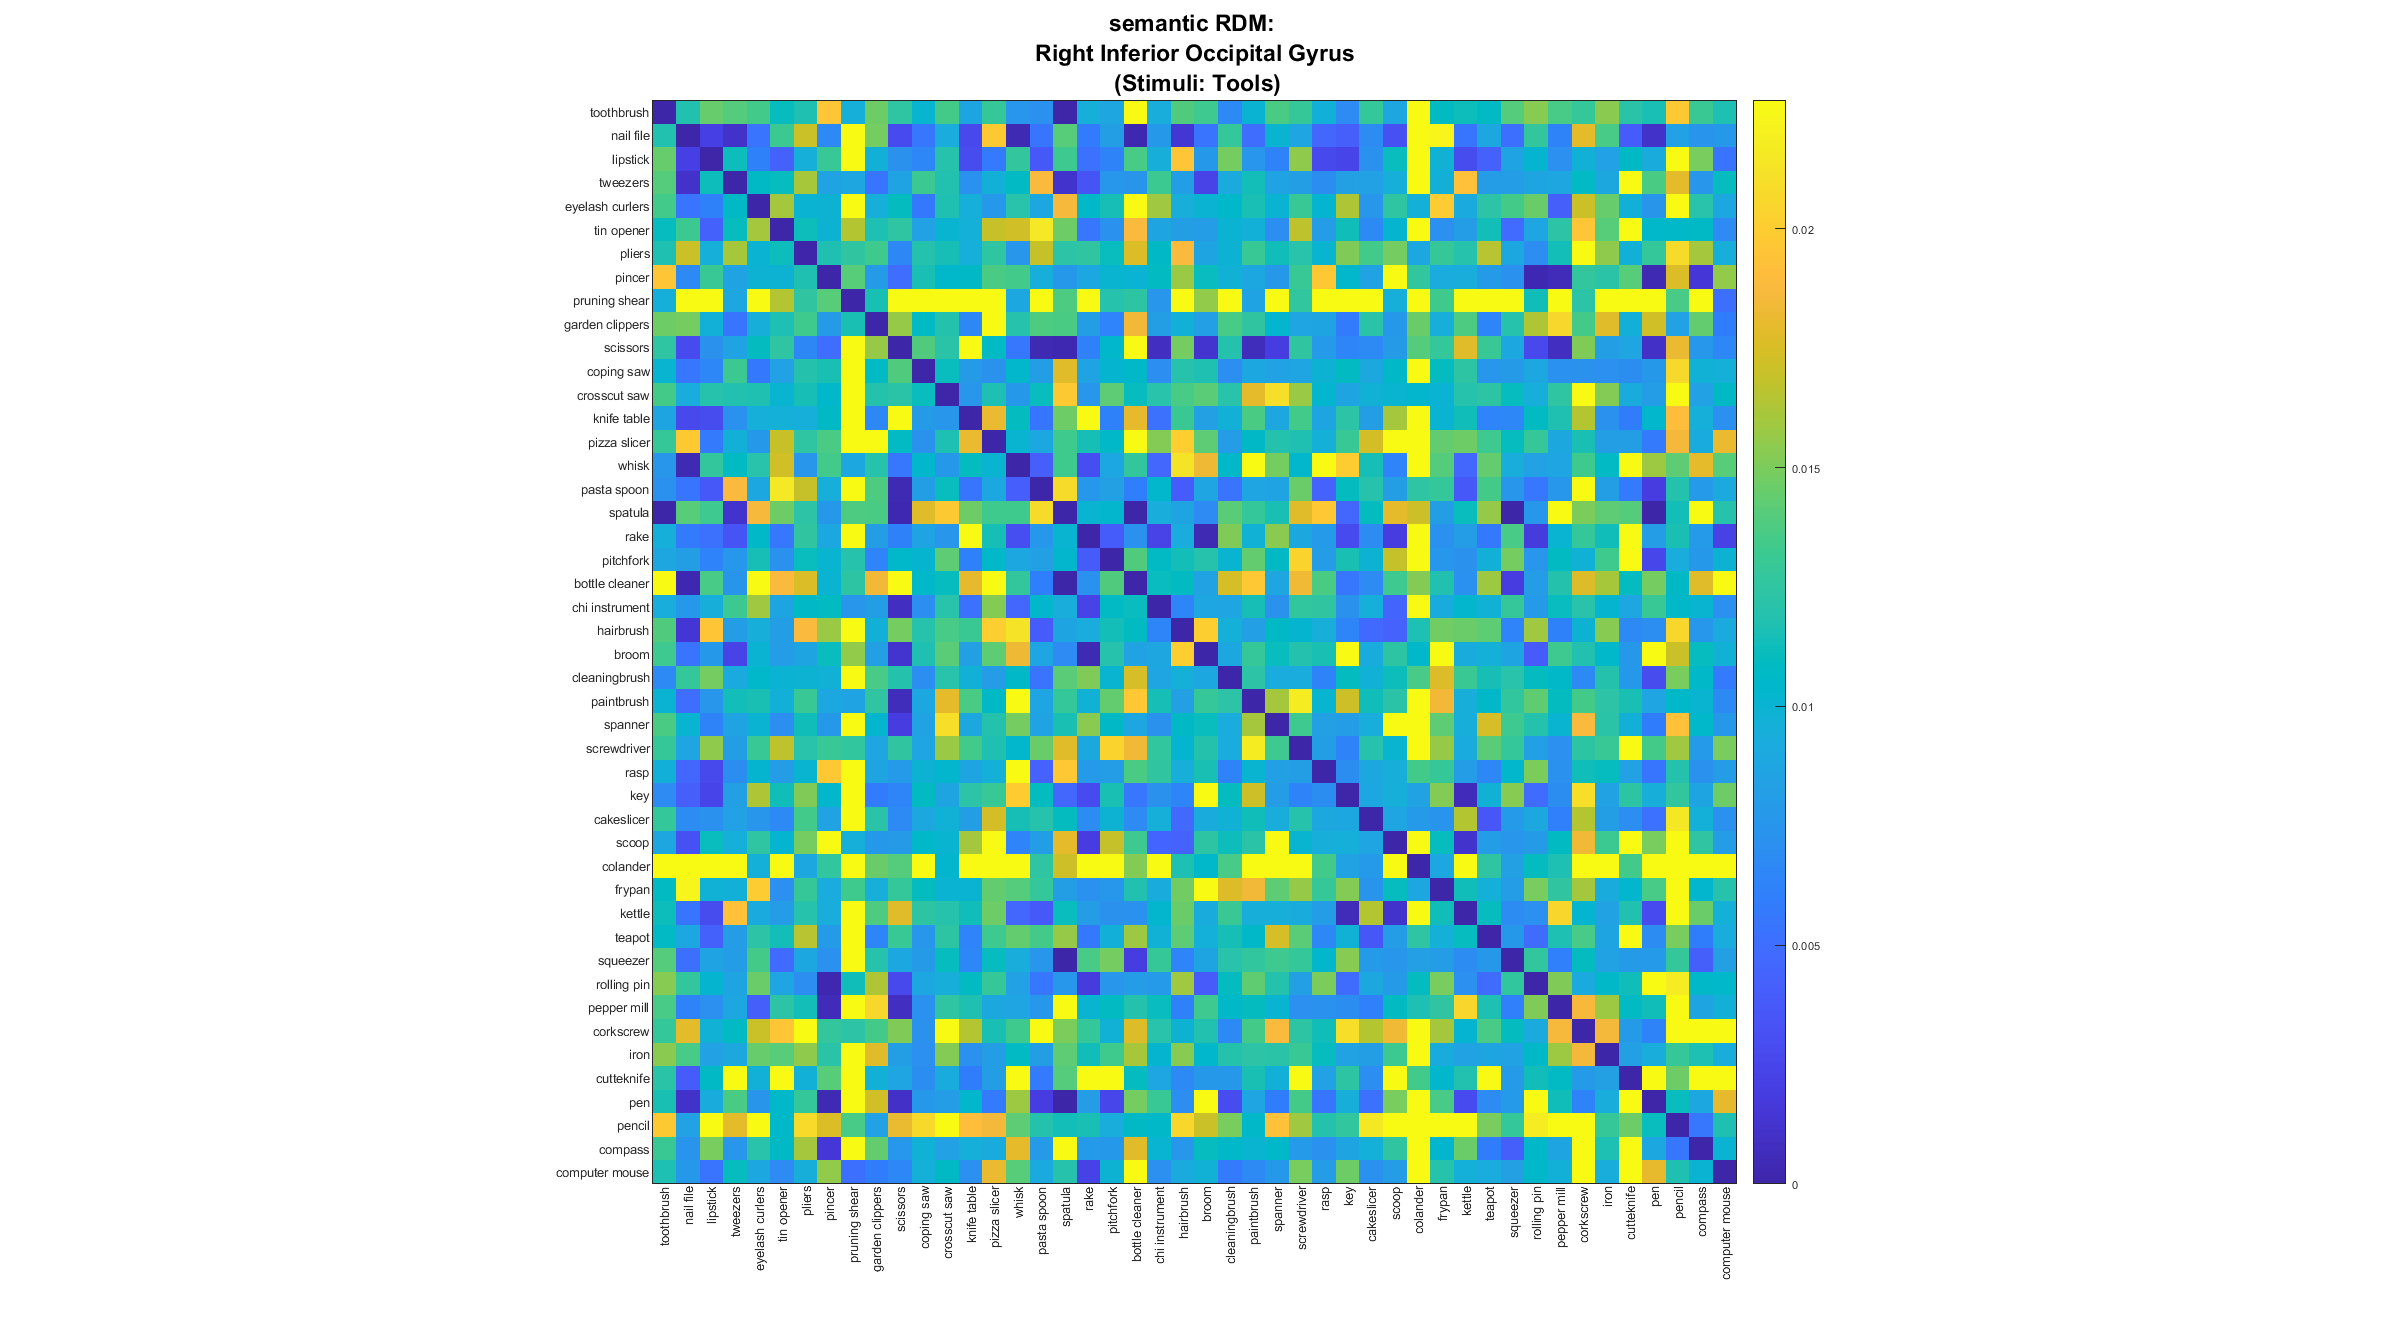 semantic RDM:
Right Inferior Occipital Gyrus
(Stimuli: Tools)
toothbrush
nail file
lipstick
tweezers
eyelash curlers
tin opener
pliers
pincer
pruning shear
garden clippers
scissors
coping saw
crosscut saw
knife table
pizza slicer
whisk
pasta spoon
spatula
rake
pitchfork
bottle cleaner
chi instrument
hairbrush
broom
cleaningbrush
paintbrush
spanner
screwdriver
rasp
key
cakeslicer
scoop
colander
frypan
kettle
teapot
squeezer
rolling pin
pepper mill
corkscrew
iron
cutteknife
pen
pencil
compass
computer mouse
toothbrush
nail file
lipstick
tweezers
eyelash curlers
tin opener
pliers
pincer
pruning shear
garden clippers
scissors
coping saw
crosscut saw
knife table
pizza slicer
whisk
pasta spoon
spatula
rake
pitchfork
bottle cleaner
chi instrument
hairbrush
broom
cleaningbrush
paintbrush
spanner
screwdriver
rasp
key
cakeslicer
scoop
colander
frypan
kettle
teapot
squeezer
rolling pin
pepper mill
corkscrew
iron
cutteknife
pen
pencil
compass
computer mouse
0.02
0.015
0.01
0.005
0